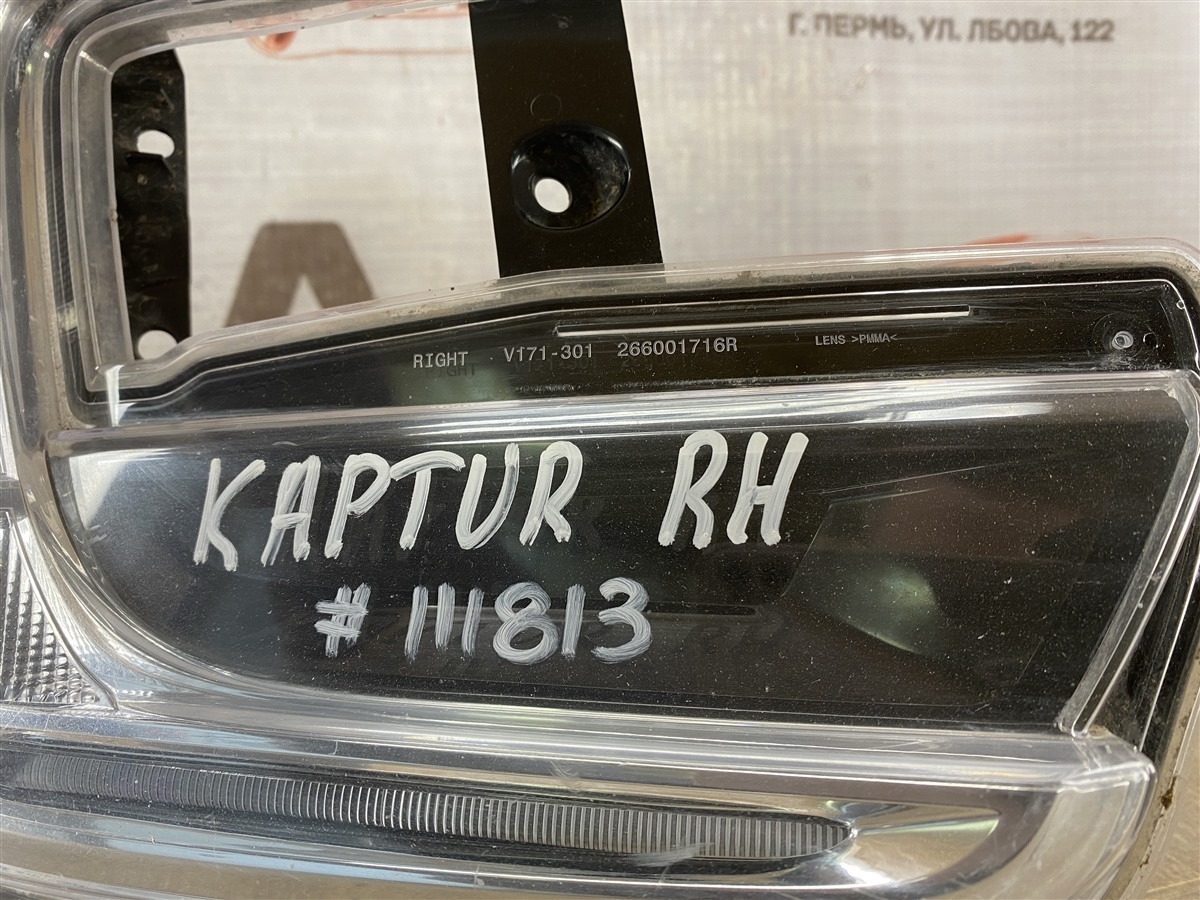 Г. ПЕРМЬ, УЛ. ЛБОВА, 122
RIGHT V171-301 266001716R LENS >PMMA<
KAPTUR RH
# 111813